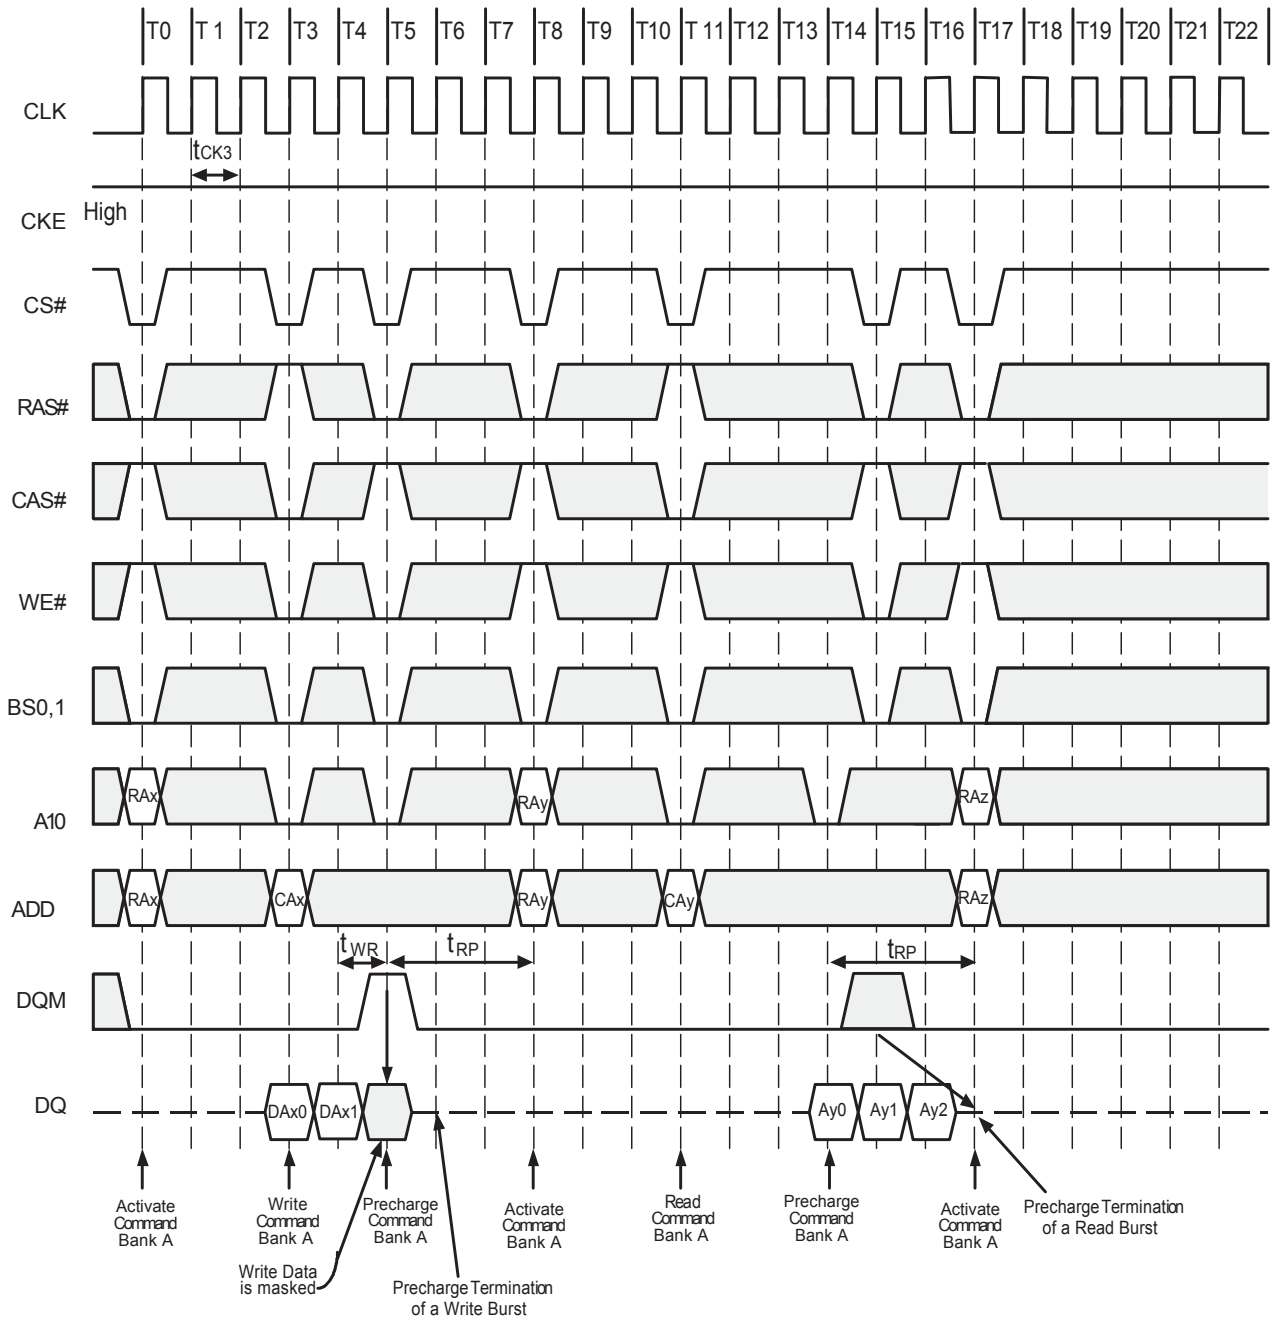 T0 T 1 T2 T3 T4 T5 T6 T7 T8 T9 T10 T 11 T12 T13 T14 T15 T16 T17 T18 T19 T20 T21 T22
CLK
tCK3
High
CKE
CS#
RAS#
CAS#
WE#
BS0,1
RAx RAy RAz
A10
RAx CAx RAy CAy RAz
ADD
tWR tRP tRP
DQM
DQ
DAx0 DAx1 Ay0 Ay1 Ay2
Activate
Command
Bank A
Write
Command
Bank A
Precharge
Command
Bank A
Activate
Command
Bank A
Read
Command
Bank A
Precharge
Command
Bank A
Activate
Command
Bank A
Precharge Termination
of a Read Burst
Write Data
is masked
Precharge Termination
of a Write Burst